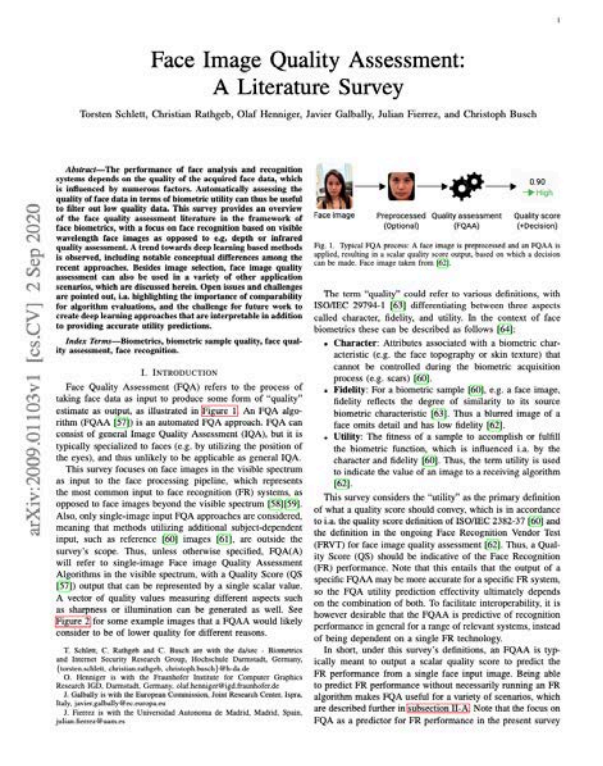 1
Face Image Quality Assessment:
A Literature Survey
Torsten Schlett, Christian Rathgeb, Olaf Henniger, Javier Galbally, Julian Fierrez, and Christoph Busch
arXiv:2009.01103v1 [cs.CV] 2 Sep 2020
Abstract—The performance of face analysis and recognition
systems depends on the quality of the acquired face data, which
is influenced by numerous factors. Automatically assessing the
quality of face data in terms of biometric utility can thus be useful
to filter out low quality data. This survey provides an overview
of the face quality assessment literature in the framework of
face biometrics, with a focus on face recognition based on visible
wavelength face images as opposed to e.g. depth or infrared
quality assessment. A trend towards deep learning based methods
is observed, including notable conceptual differences among the
recent approaches. Besides image selection, face image quality
assessment can also be used in a variety of other application
scenarios, which are discussed herein. Open issues and challenges
are pointed out, i.a. highlighting the importance of comparability
for algorithm evaluations, and the challenge for future work to
create deep learning approaches that are interpretable in addition
to providing accurate utility predictions.
Index Terms—Biometrics, biometric sample quality, face qual-
ity assessment, face recognition.
I. INTRODUCTION
Face Quality Assessment (FQA) refers to the process of
taking face data as input to produce some form of "quality"
estimate as output, as illustrated in Figure 1. An FQA algo-
rithm (FQAA) [57]) is an automated FQA approach. FQA can
consist of general Image Quality Assessment (IQA), but it is
typically specialized to faces (e.g. by utilizing the position of
the eyes), and thus unlikely to be applicable as general IQA.
This survey focuses on face images in the visible spectrum
as input to the face processing pipeline, which represents
the most common input to face recognition (FR) systems, as
opposed to face images beyond the visible spectrum [58][59].
Also, only single-image input FQA approaches are considered,
meaning that methods utilizing additional subject-dependent
input, such as reference [60] images [61], are outside the
survey's scope. Thus, unless otherwise specified, FQA(A)
will refer to single-image Face image Quality Assessment
Algorithms in the visible spectrum, with a Quality Score (QS
[57]) output that can be represented by a single scalar value.
A vector of quality values measuring different aspects such
as sharpness or illumination can be generated as well. See
Figure 2 for some example images that a FQAA would likely
consider to be of lower quality for different reasons.
T. Schlett, C. Rathgeb and C. Busch are with the da/sec - Biometrics
and Internet Security Research Group, Hochschule Darmstadt, Germany,
{torsten.schlett, christian.rathgeb, christoph.busch}@h-da.de
O. Henniger is with the Fraunhofer Institute for Computer Graphics
Research IGD, Darmstadt, Germany, olaf.henniger@igd.fraunhofer.de
J. Galbally is with the European Commission, Joint Research Center, Ispra,
Italy, javier.galbally@ec.europa.eu
J. Fierrez is with the Universidad Autonoma de Madrid, Madrid, Spain,
julian.fierrez@uam.es
Face image
Preprocessed
(Optional)
Quality assessment
(FQAA)
0.90
High
Quality score
(+Decision)
Fig. 1. Typical FQA process: A face image is preprocessed and an FQAA is
applied, resulting in a scalar quality score output, based on which a decision
can be made. Face image taken from [62].
The term "quality" could refer to various definitions, with
ISO/IEC 29794-1 [63] differentiating between three aspects
called character, fidelity, and utility. In the context of face
biometrics these can be described as follows [64]:
• Character: Attributes associated with a biometric char-
acteristic (e.g. the face topography or skin texture) that
cannot be controlled during the biometric acquisition
process (e.g. scars) [60].
• Fidelity: For a biometric sample [60], e.g. a face image,
fidelity reflects the degree of similarity to its source
biometric characteristic [63]. Thus a blurred image of a
face omits detail and has low fidelity [62].
• Utility: The fitness of a sample to accomplish or fulfill
the biometric function, which is influenced i.a. by the
character and fidelity [60]. Thus, the term utility is used
to indicate the value of an image to a receiving algorithm
[62].
This survey considers the "utility" as the primary definition
of what a quality score should convey, which is in accordance
to i.a. the quality score definition of ISO/IEC 2382-37 [60] and
the definition in the ongoing Face Recognition Vendor Test
(FRVT) for face quality assessment [62]. Thus, a Qual-
ity Score (QS) should be indicative of the Face Recognition
(FR) performance. Note that this entails that the output of a
specific FQAA may be more accurate for a specific FR system,
so the FQA utility prediction effectively ultimately depends
on the combination of both. To facilitate interoperability, it is
however desirable that the FQAA is predictive of recognition
performance in general for a range of relevant systems, instead
of being dependent on a single FR technology.
In short, under this survey's definitions, an FQAA is typ-
ically meant to output a scalar quality score to predict the
FR performance from a single face input image. Being able
to predict FR performance without necessarily running an FR
algorithm makes FQA useful for a variety of scenarios, which
are described further in subsection II-A. Note that the focus on
FQA as a predictor for FR performance in the present survey